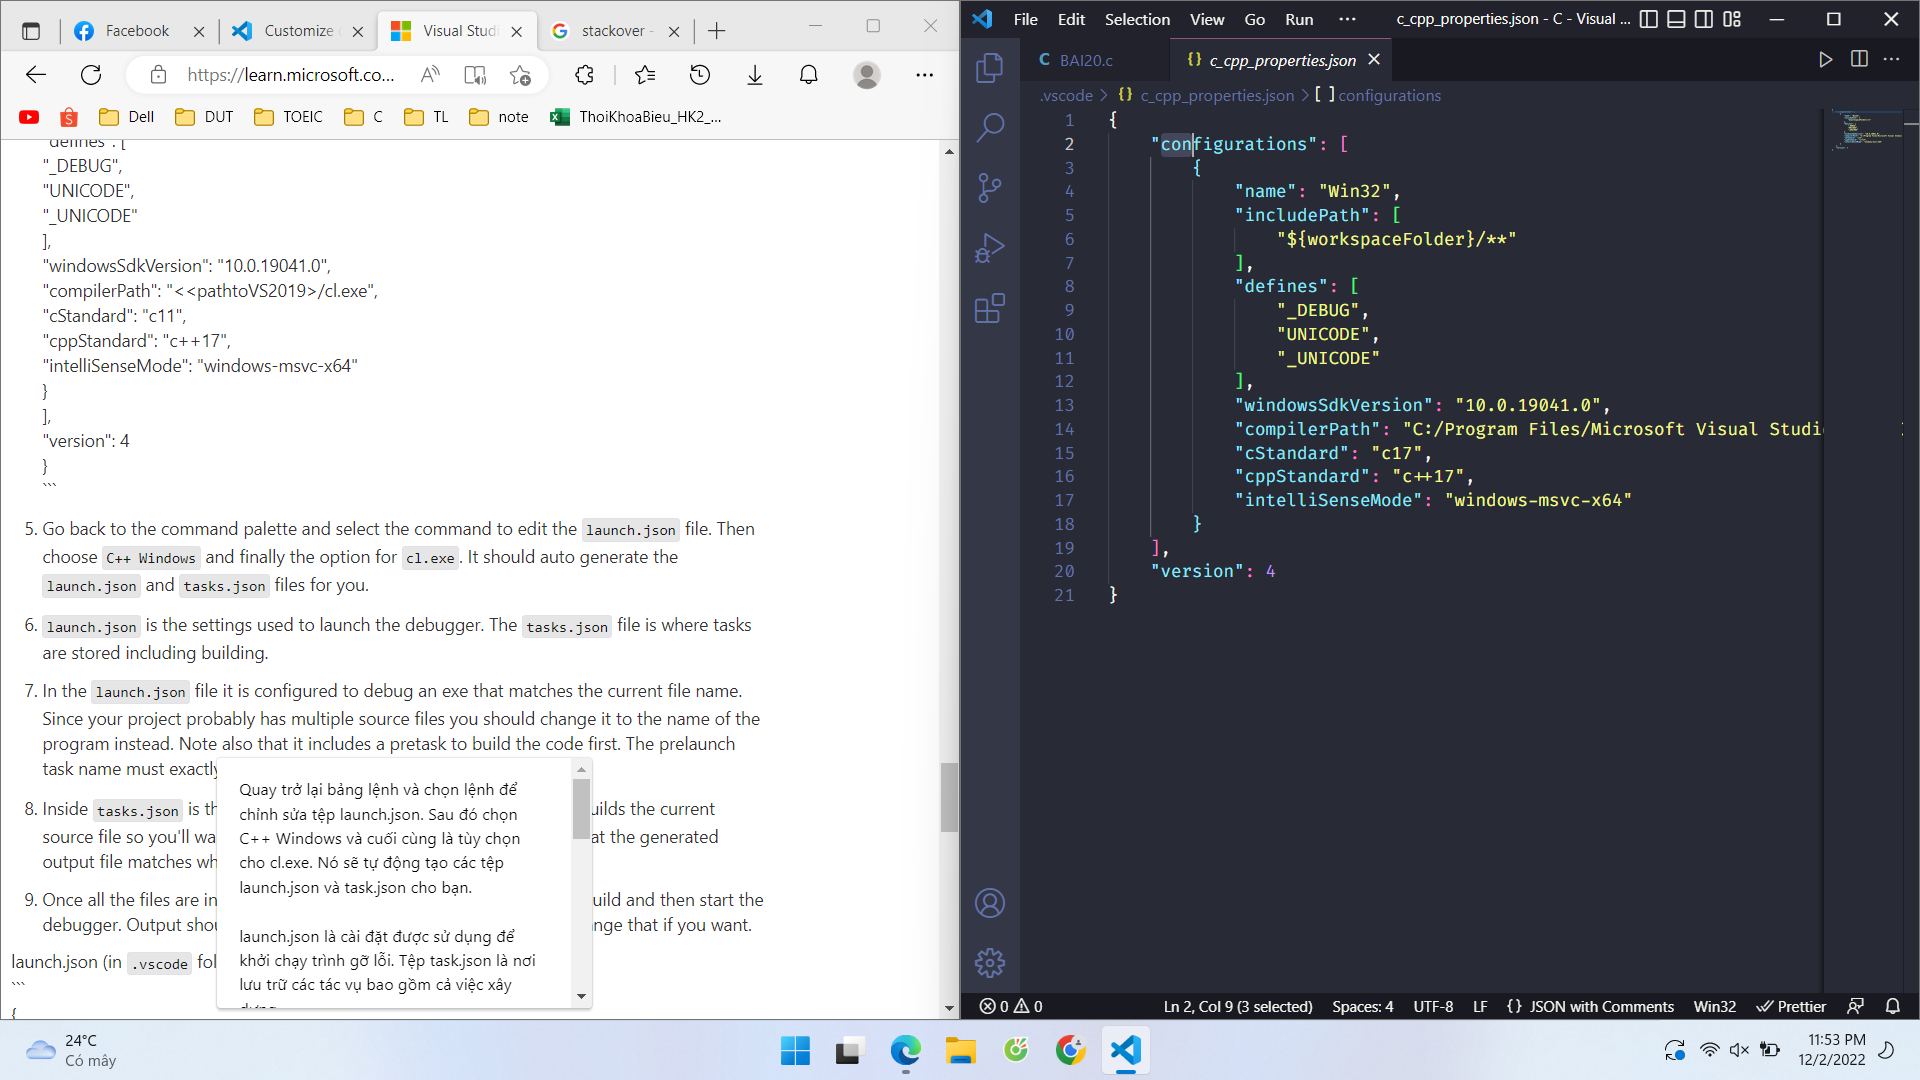 Facebook
Customize
Visual Stud
stackover -
https://learn.microsoft.co...
Dell
DUT
TOEIC
C
TL
note
ThoiKhoaBieu_HK2_...
"defines": [
"_DEBUG",
"UNICODE",
"_UNICODE"
],
"windowsSdkVersion": "10.0.19041.0",
"compilerPath": "<<pathtoVS2019>/cl.exe",
"cStandard": "c11",
"cppStandard": "c++17",
"intelliSenseMode": "windows-msvc-x64"
}
],
"version": 4
}
```
5. Go back to the command palette and select the command to edit the launch.json file. Then
choose C++ Windows and finally the option for cl.exe. It should auto generate the
launch.json and tasks.json files for you.
6. launch.json is the settings used to launch the debugger. The tasks.json file is where tasks
are stored including building.
7. In the launch.json file it is configured to debug an exe that matches the current file name.
Since your project probably has multiple source files you should change it to the name of the
program instead. Note also that it includes a pretask to build the code first. The prelaunch
task name must exactly
8. Inside tasks.json is th uilds the current
source file so you'll wa at the generated
output file matches wh
9. Once all the files are in uild and then start the
debugger. Output shou nge that if you want.
launch.json (in .vscode fol
```
{
Quay trở lại bảng lệnh và chọn lệnh để
chỉnh sửa tệp launch.json. Sau đó chọn
C++ Windows và cuối cùng là tùy chọn
cho cl.exe. Nó sẽ tự động tạo các tệp
launch.json và task.json cho bạn.
launch.json là cài đặt được sử dụng để
khởi chạy trình gỡ lỗi. Tệp task.json là nơi
lưu trữ các tác vụ bao gồm cả việc xây
dựng
File Edit Selection View Go Run ···
c_cpp_properties.json - C - Visual ...
C BAI20.c
{} c_cpp_properties.json
.vscode > {} c_cpp_properties.json > [ ] configurations
1 {
2 "configurations": [
3 {
4 "name": "Win32",
5 "includePath": [
6 "${workspaceFolder}/**"
7 ],
8 "defines": [
9 "_DEBUG",
10 "UNICODE",
11 "_UNICODE"
12 ],
13 "windowsSdkVersion": "10.0.19041.0",
14 "compilerPath": "C:/Program Files/Microsoft Visual Studi
15 "cStandard": "c17",
16 "cppStandard": "c++17",
17 "intelliSenseMode": "windows-msvc-x64"
18 }
19 ],
20 "version": 4
21 }
0 0
Ln 2, Col 9 (3 selected)
Spaces: 4
UTF-8
LF
{} JSON with Comments
Win32
Prettier
24°C
Có mây
11:53 PM
12/2/2022